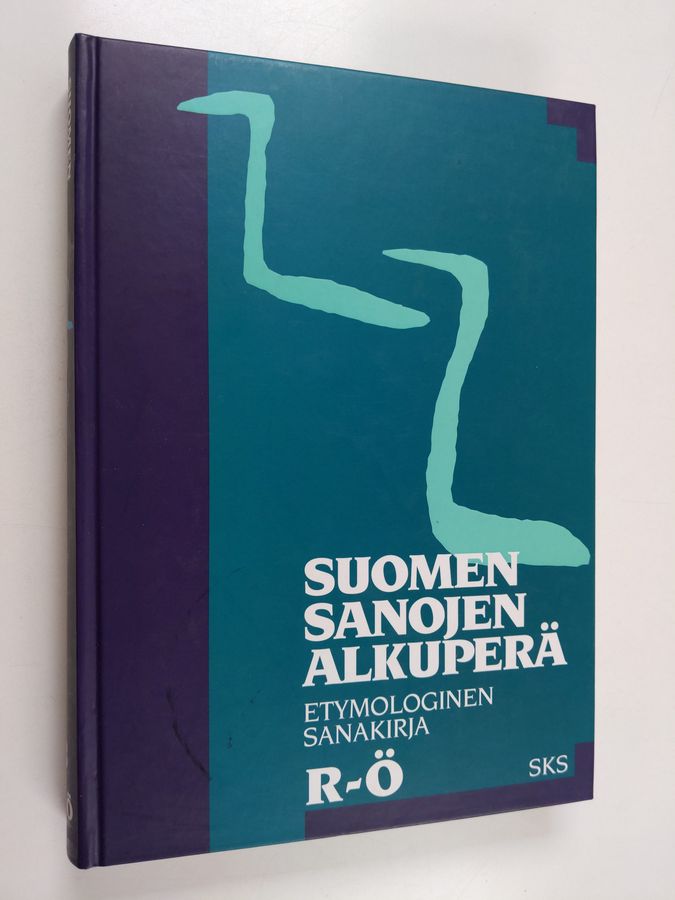 SUOMEN
SANOJEN
ALKUPERÄ
ETYMOLOGINEN
SANAKIRJA
R-Ö
SKS